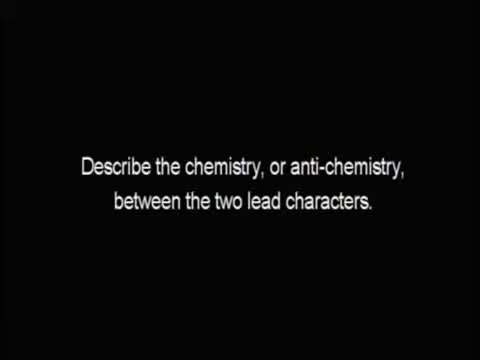 Describe the chemistry, or anti-chemistry,
between the two lead characters.